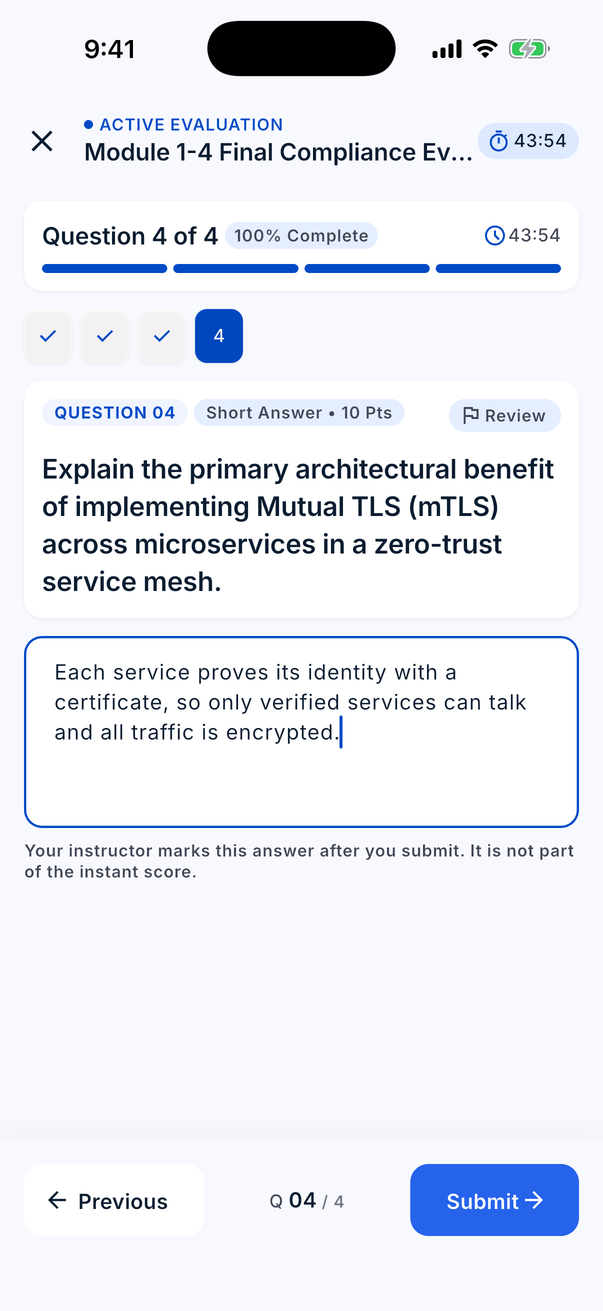 9:41
ACTIVE EVALUATION
Module 1-4 Final Compliance Ev...
43:54
Question 4 of 4
100% Complete
43:54
4
QUESTION 04
Short Answer • 10 Pts
Review
Explain the primary architectural benefit
of implementing Mutual TLS (mTLS)
across microservices in a zero-trust
service mesh.
Each service proves its identity with a
certificate, so only verified services can talk
and all traffic is encrypted.
Your instructor marks this answer after you submit. It is not part
of the instant score.
Previous
Q 04 / 4
Submit